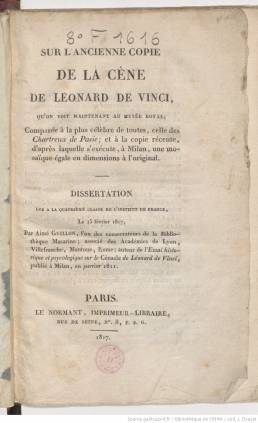 8° F 1616
SUR L'ANCIENNE COPIE
DE LA CÈNE
DE LÉONARD DE VINCI,
QU'ON VOIT MAINTENANT AU MUSÉE ROYAL;
Comparée à la plus célèbre de toutes, celle des
Chartreux de Pavie; et à la copie récente,
d'après laquelle s'exécute, à Milan, une mo-
saïque égale en dimensions à l'original.
DISSERTATION
LUE A LA QUATRIÈME CLASSE DE L'INSTITUT DE FRANCE,
Le 15 février 1817,
Par Aimé GUILLON, l'un des conservateurs de la Biblio-
thèque Mazarine; associé des Académies de Lyon,
Villefranche, Mantoue, Rome; auteur de l'Essai histo-
rique et psycologique sur le Cénacle de Léonard de Vinci,
publié à Milan, en janvier 1811.
PARIS.
LE NORMANT, IMPRIMEUR-LIBRAIRE,
RUE DE SEINE, N°. 8, F. S. G.
1817.